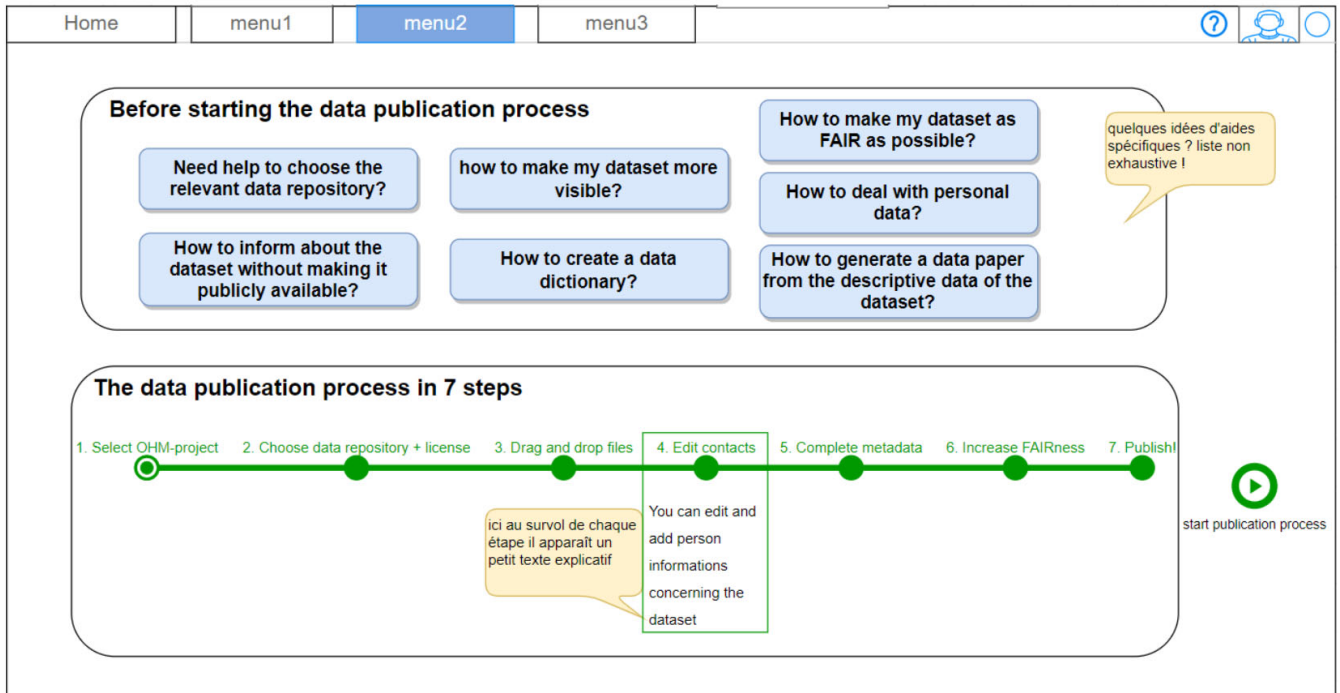 Home
menu1
menu2
menu3
?
Before starting the data publication process
Need help to choose the
relevant data repository?
how to make my dataset more
visible?
How to make my dataset as
FAIR as possible?
How to deal with personal
data?
How to inform about the
dataset without making it
publicly available?
How to create a data
dictionary?
How to generate a data paper
from the descriptive data of the
dataset?
quelques idées d'aides
spécifiques ? liste non
exhaustive !
The data publication process in 7 steps
1. Select OHM-project
2. Choose data repository + license
3. Drag and drop files
4. Edit contacts
5. Complete metadata
6. Increase FAIRness
7. Publish!
ici au survol de chaque
étape il apparaît un
petit texte explicatif
You can edit and
add person
informations
concerning the
dataset
start publication process